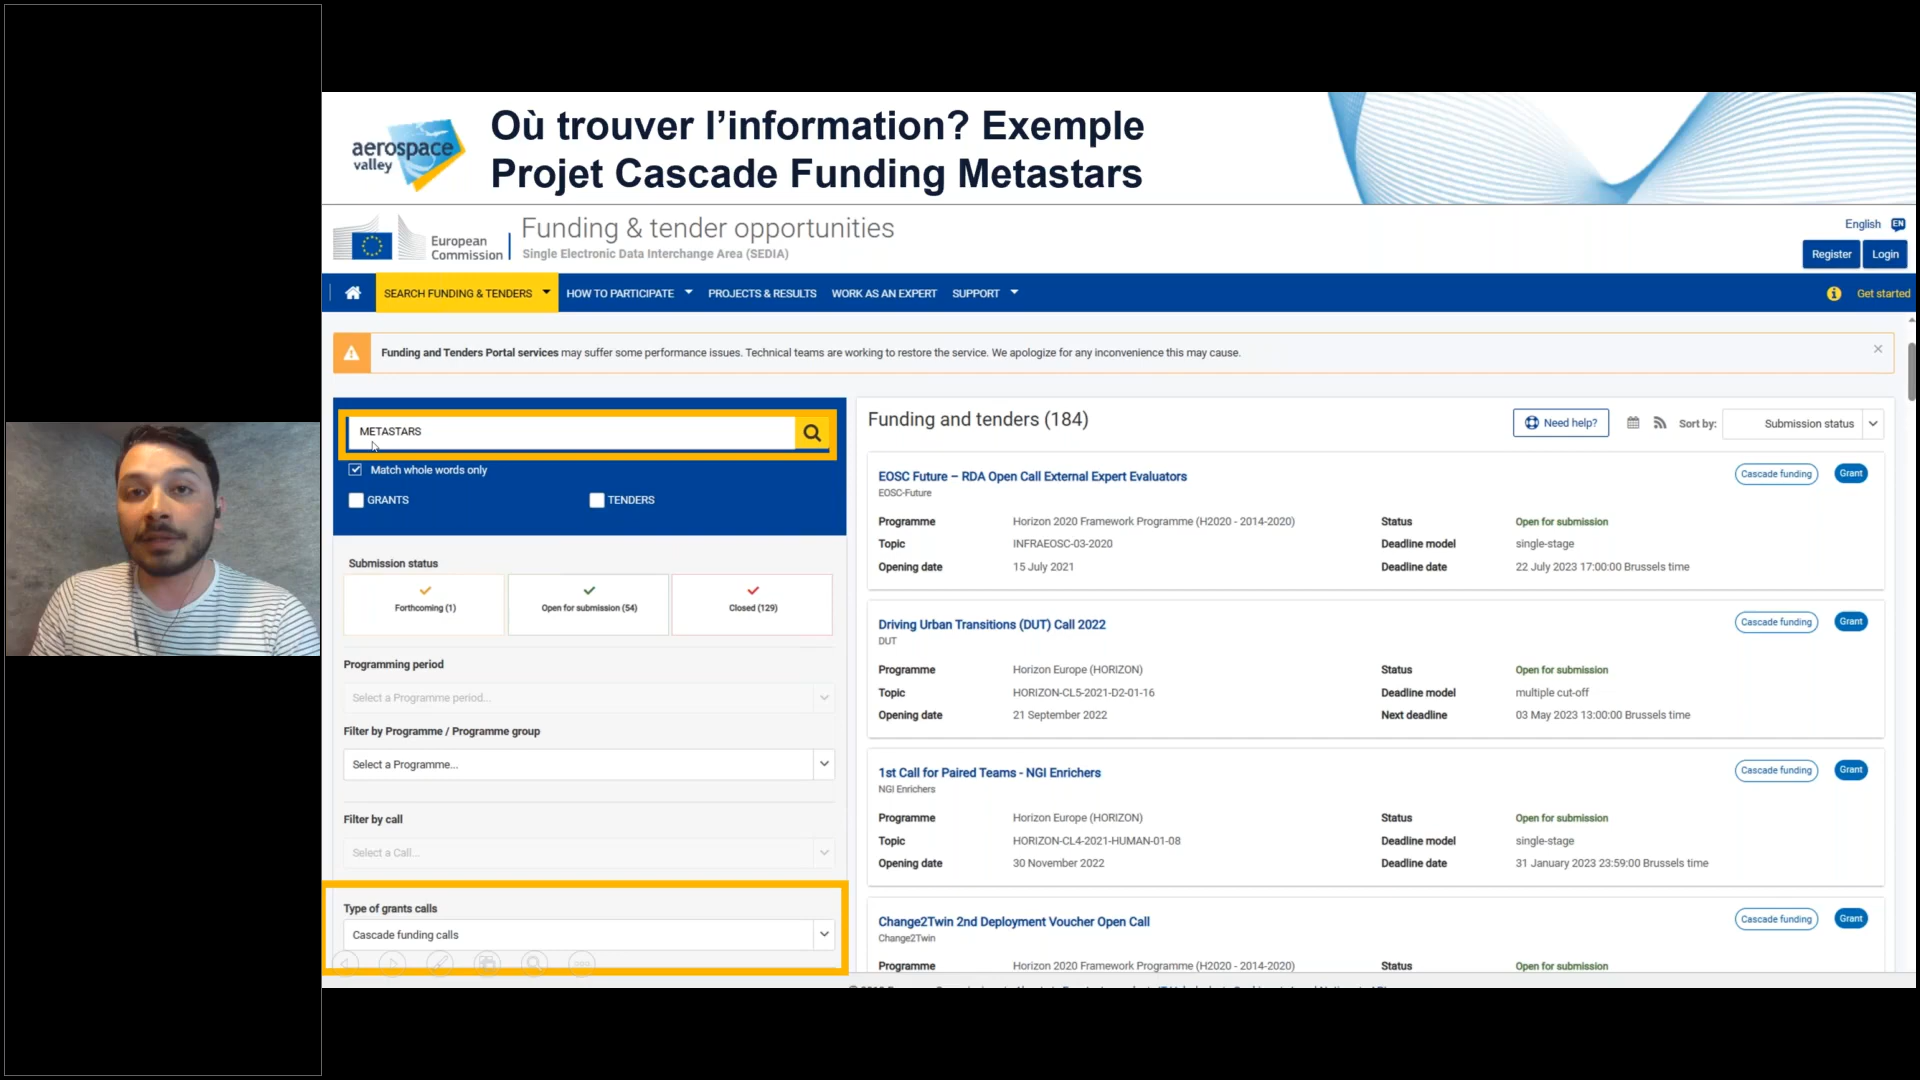 aerospace
valley
Où trouver l’information? Exemple
Projet Cascade Funding Metastars
European
Commission
Funding & tender opportunities
Single Electronic Data Interchange Area (SEDIA)
English EN
Register Login
SEARCH FUNDING & TENDERS HOW TO PARTICIPATE PROJECTS & RESULTS WORK AS AN EXPERT SUPPORT Get started
Funding and Tenders Portal services may suffer some performance issues. Technical teams are working to restore the service. We apologize for any inconvenience this may cause.
METASTARS
Match whole words only
GRANTS TENDERS
Submission status
Forthcoming (1) Open for submission (54) Closed (129)
Programming period
Select a Programme period...
Filter by Programme / Programme group
Select a Programme...
Filter by call
Select a Call...
Type of grants calls
Cascade funding calls
Funding and tenders (184)
Need help? Sort by: Submission status
EOSC Future – RDA Open Call External Expert Evaluators Cascade funding Grant
EOSC-Future
Programme Horizon 2020 Framework Programme (H2020 - 2014-2020) Status Open for submission
Topic INFRAEOSC-03-2020 Deadline model single-stage
Opening date 15 July 2021 Deadline date 22 July 2023 17:00:00 Brussels time
Driving Urban Transitions (DUT) Call 2022 Cascade funding Grant
DUT
Programme Horizon Europe (HORIZON) Status Open for submission
Topic HORIZON-CL5-2021-D2-01-16 Deadline model multiple cut-off
Opening date 21 September 2022 Next deadline 03 May 2023 13:00:00 Brussels time
1st Call for Paired Teams - NGI Enrichers Cascade funding Grant
NGI Enrichers
Programme Horizon Europe (HORIZON) Status Open for submission
Topic HORIZON-CL4-2021-HUMAN-01-08 Deadline model single-stage
Opening date 30 November 2022 Deadline date 31 January 2023 23:59:00 Brussels time
Change2Twin 2nd Deployment Voucher Open Call Cascade funding Grant
Change2Twin
Programme Horizon 2020 Framework Programme (H2020 - 2014-2020) Status Open for submission